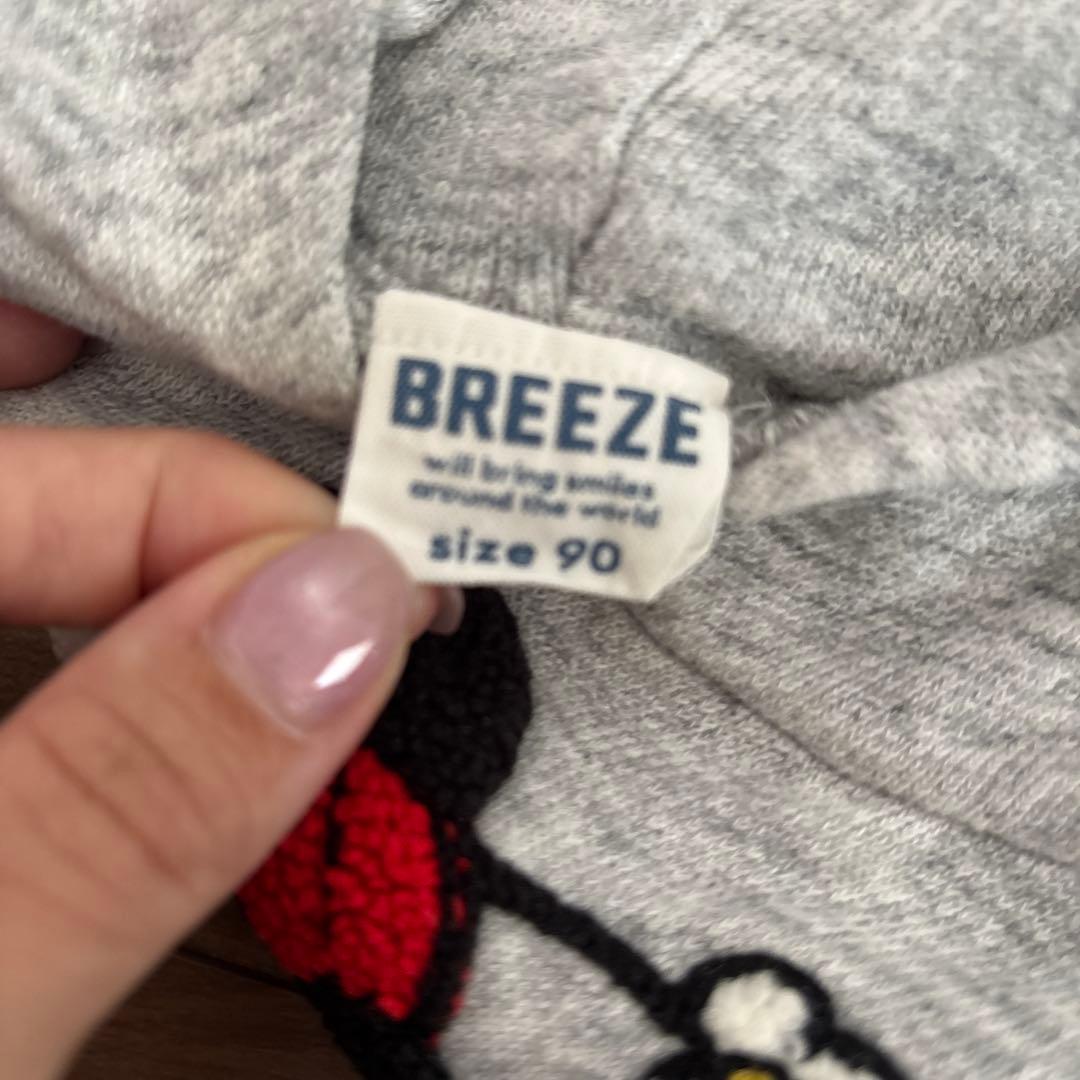 BREEZE
will bring smiles
around the world
size 90